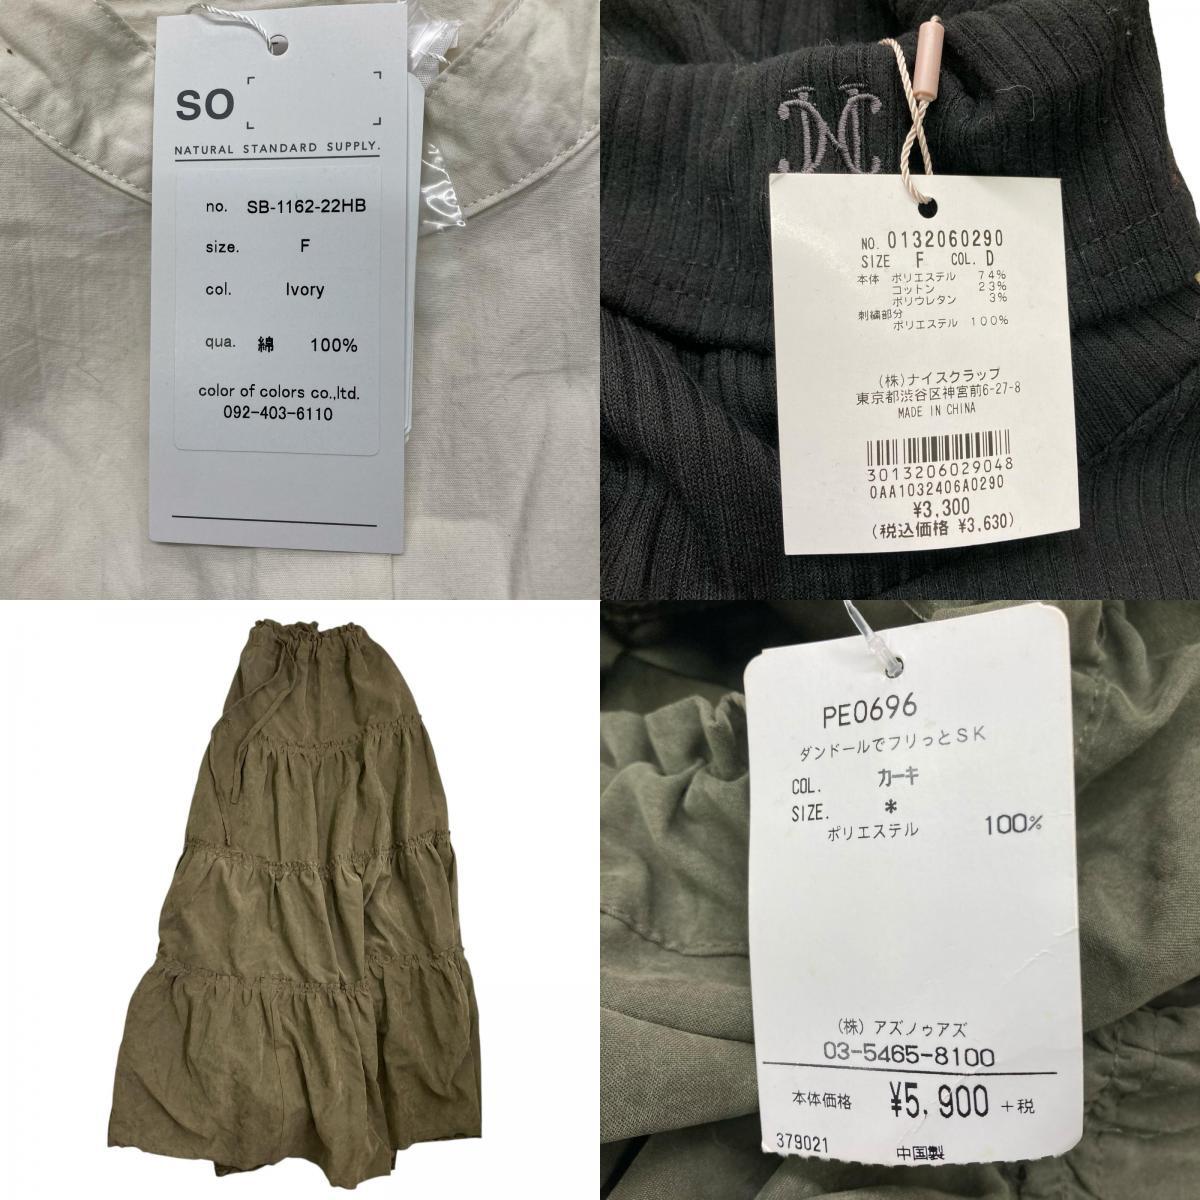 SO
NATURAL STANDARD SUPPLY.
no. SB-1162-22HB
size. F
col. Ivory
qua. 綿 100%
color of colors co.,ltd.
092-403-6110
NO. 0132060290
SIZE F COL. D
本体 ポリエステル 74%
コットン 23%
ポリウレタン 3%
刺繍部分
ポリエステル 100%
(株)ナイスクラップ
東京都渋谷区神宮前6-27-8
MADE IN CHINA
3013206029048
0AA1032406A0290
¥3,300
(税込価格 ¥3,630)
PE0696
ダンドールでフリっとSK
COL. カーキ
SIZE. *
ポリエステル 100%
(株) アズノゥアズ
03-5465-8100
本体価格 ¥5,900 +税
379021 中国製